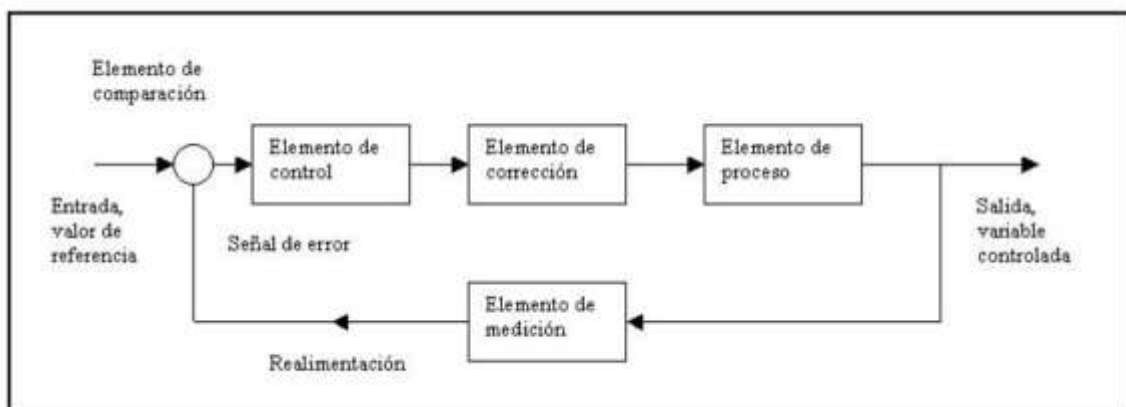 Elemento de
comparación
Elemento de
control
Elemento de
corrección
Elemento de
proceso
Entrada,
valor de
referencia
Señal de error
Salida,
variable
controlada
Elemento de
medición
Realimentación